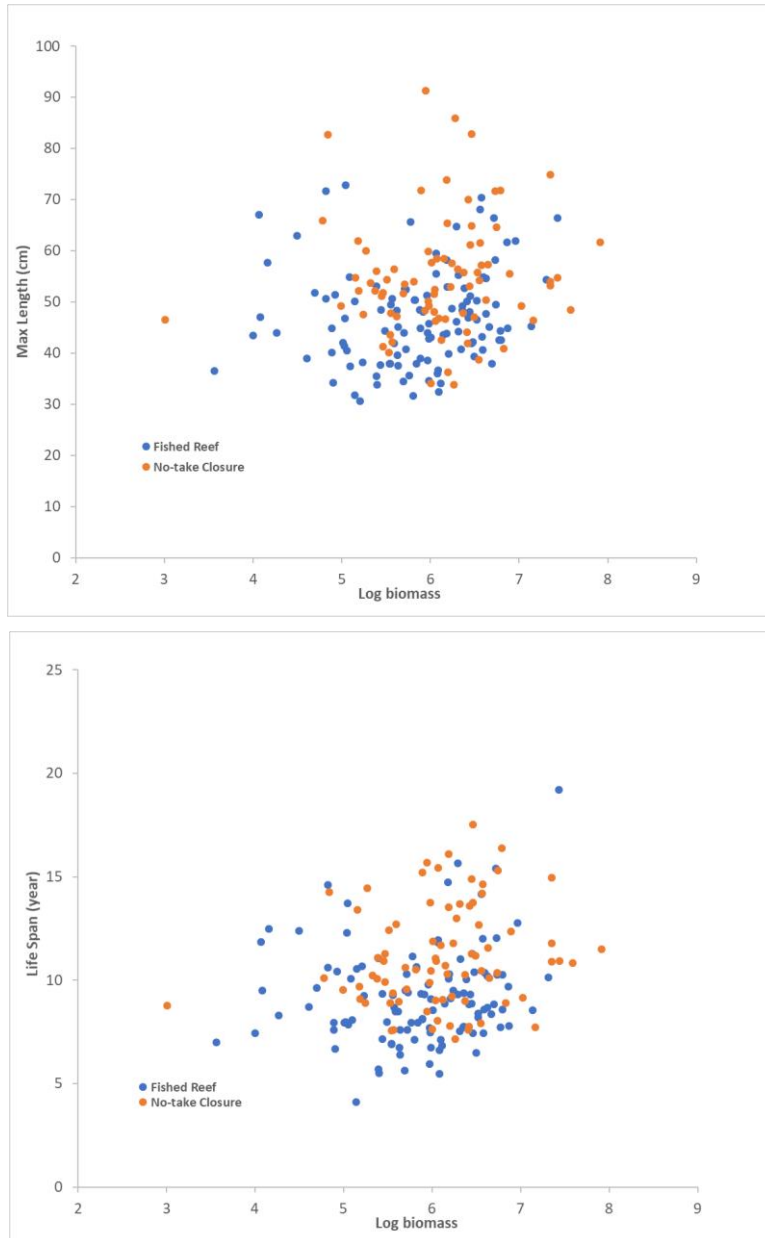 100
90
80
70
60
50
40
30
20
10
0
Max Length (cm)
Fished Reef
No-take Closure
2 3 4 5 6 7 8 9
Log biomass
25
20
15
10
5
0
Life Span (year)
Fished Reef
No-take Closure
2 3 4 5 6 7 8 9
Log biomass